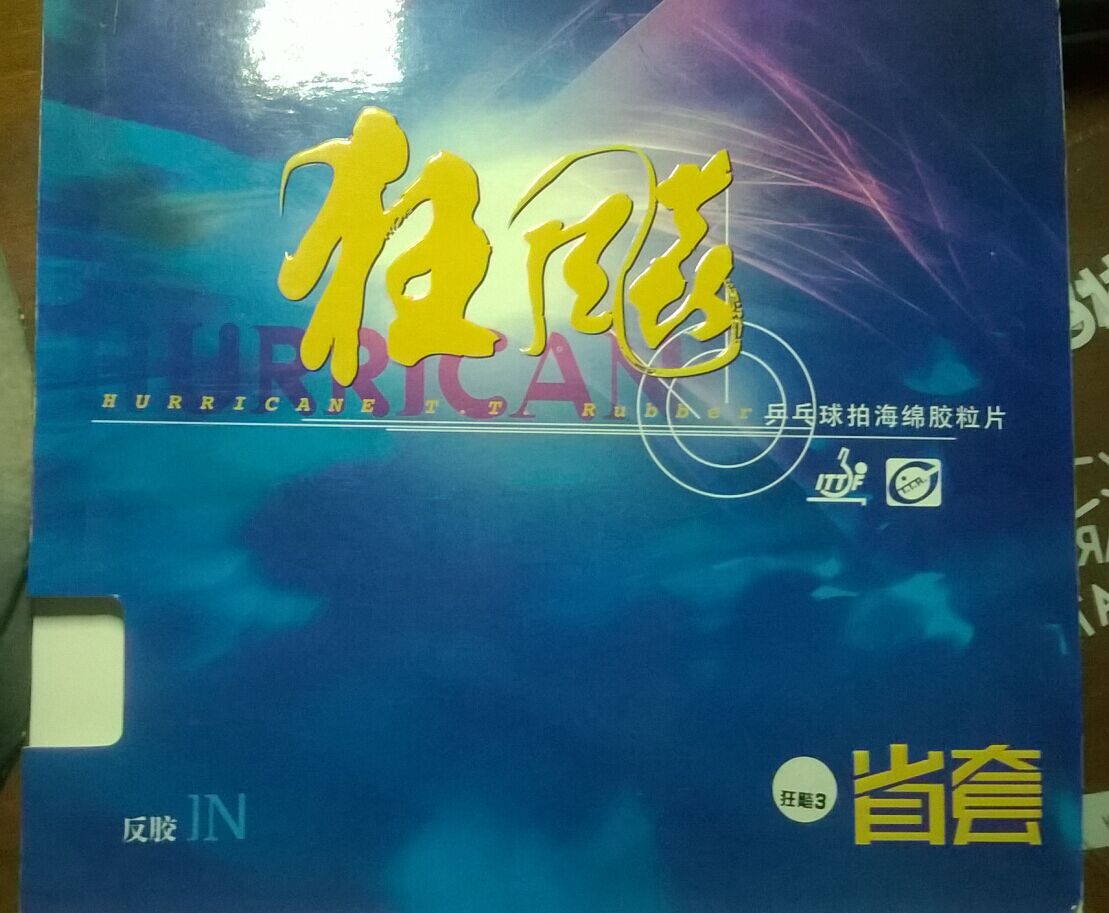 狂飚
HURRICAN
HURRICANE T.T. Rubber 乒乓球拍海绵胶粒片
ITTF T.T.R.
狂飚3 省套
反胶 IN